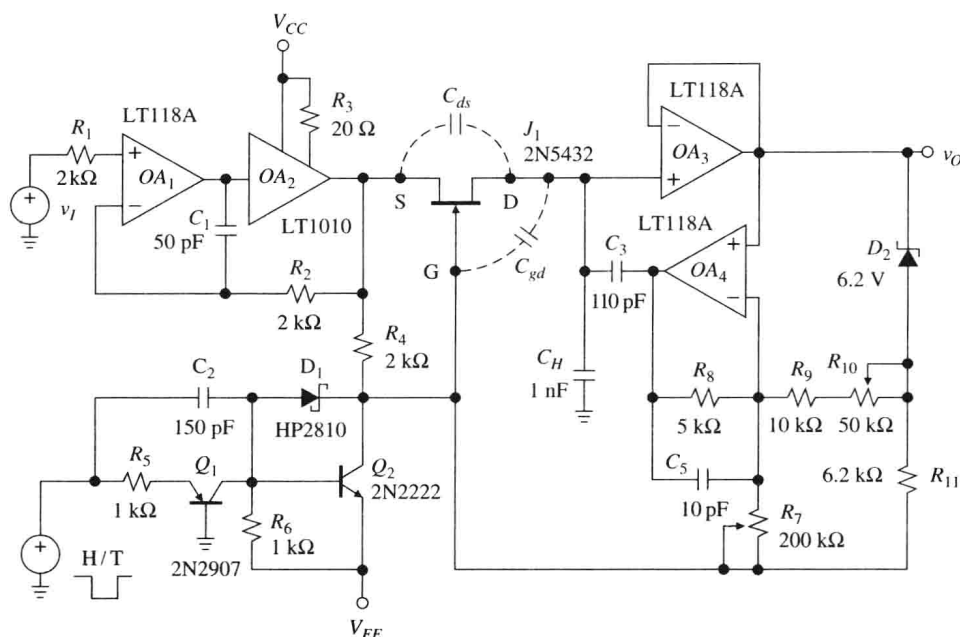 V_CC
LT118A
R_3
20 Ω
C_ds
J_1
2N5432
LT118A
R_1
2 kΩ
v_I
+
−
OA_1
OA_2
LT1010
C_1
50 pF
R_2
2 kΩ
S
D
G
C_gd
−
+
OA_3
v_O
LT118A
+
−
OA_4
C_3
110 pF
D_2
6.2 V
R_4
2 kΩ
C_H
1 nF
C_2
150 pF
D_1
HP2810
R_8
5 kΩ
R_9
10 kΩ
R_10
50 kΩ
R_5
1 kΩ
Q_1
2N2907
Q_2
2N2222
R_6
1 kΩ
C_5
10 pF
R_7
200 kΩ
6.2 kΩ
R_11
+
H/T
V_EE